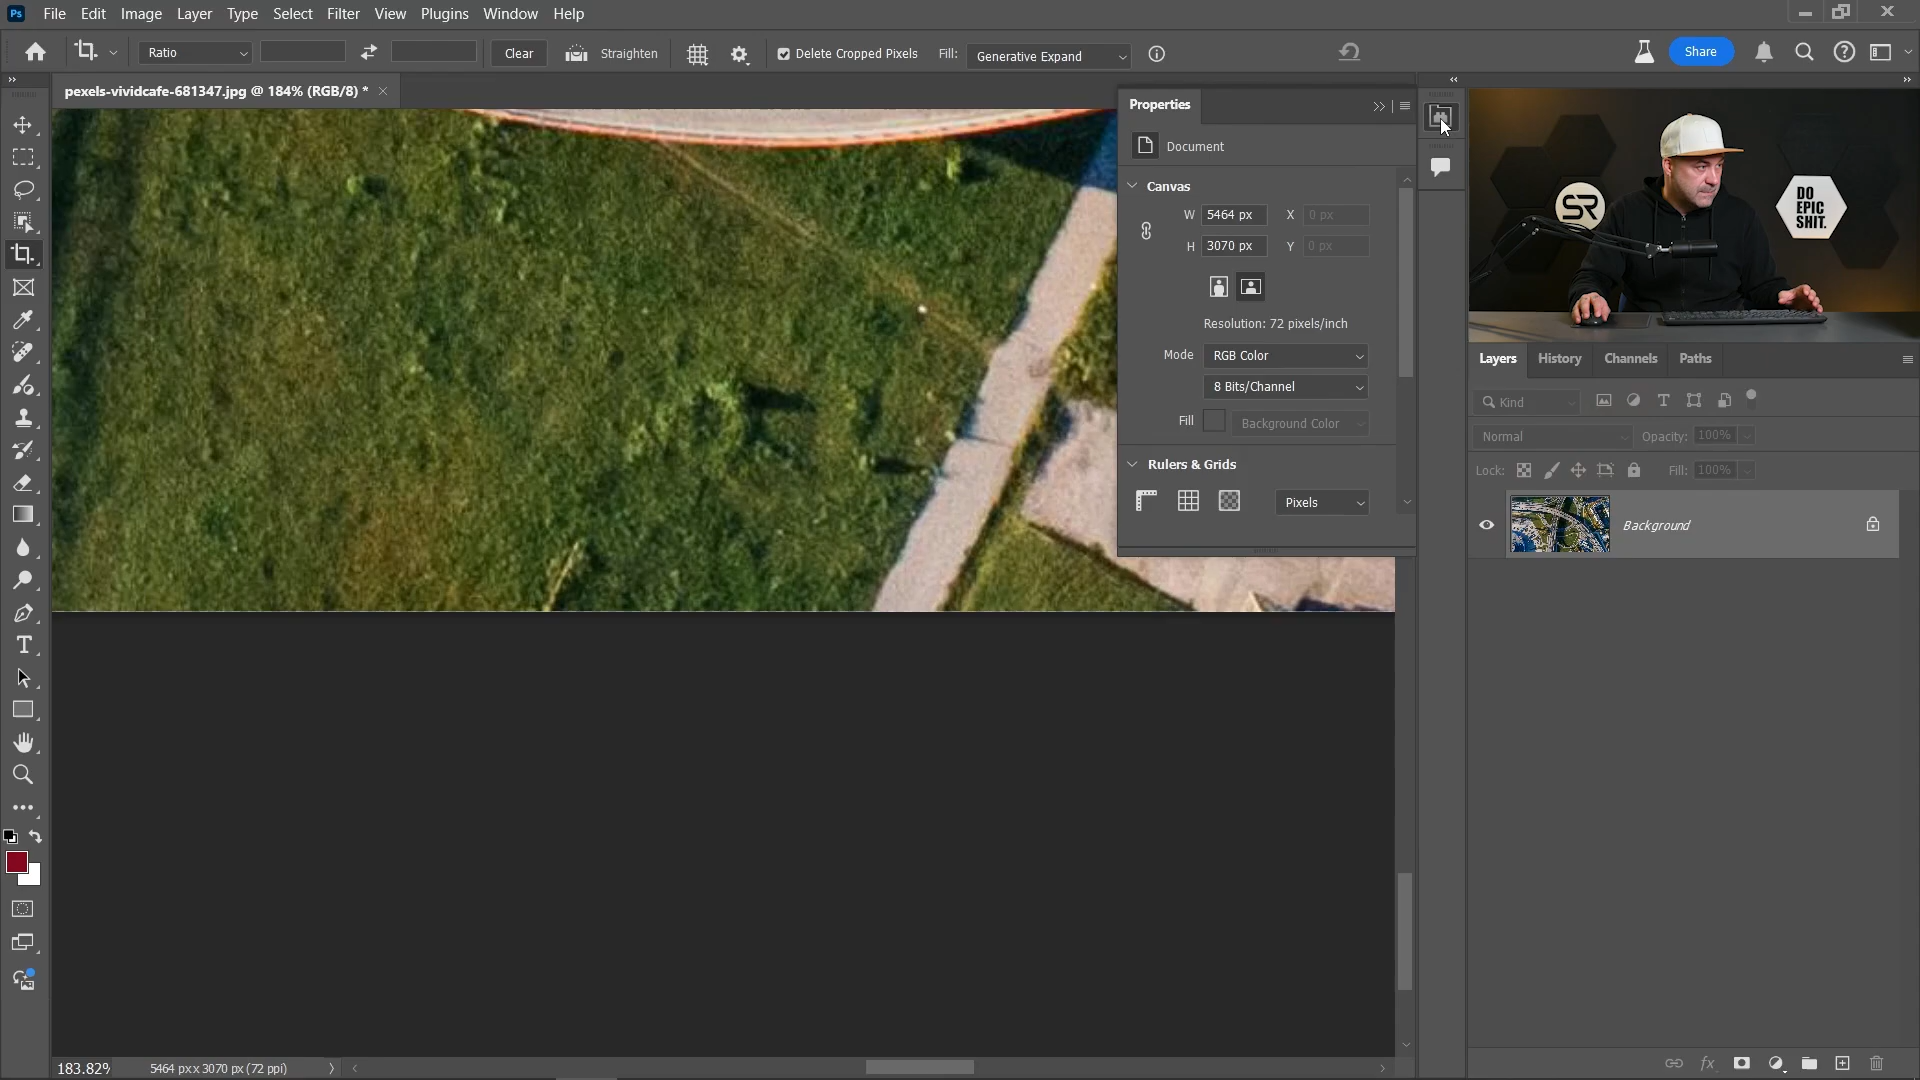 Ps File Edit Image Layer Type Select Filter View Plugins Window Help
Ratio Clear Straighten Delete Cropped Pixels Fill: Generative Expand Share
pexels-vividcafe-681347.jpg @ 184% (RGB/8) *
Properties
Document
Canvas
W 5464 px X 0 px
H 3070 px Y 0 px
Resolution: 72 pixels/inch
Mode RGB Color
8 Bits/Channel
Fill Background Color
Rulers & Grids
Pixels
SR
DO
EPIC
SHIT.
Layers History Channels Paths
Kind
Normal Opacity: 100%
Lock: Fill: 100%
Background
183.82% 5464 px x 3070 px (72 ppi)